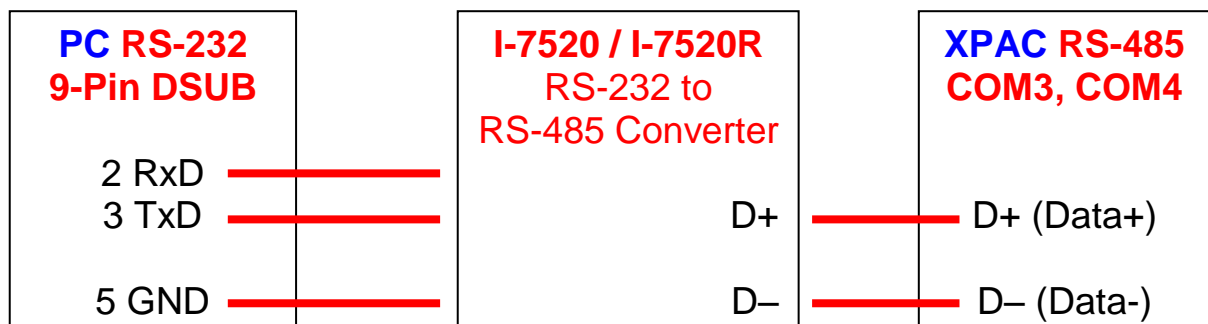 PC RS-232
9-Pin DSUB
2 RxD
3 TxD
5 GND
I-7520 / I-7520R
RS-232 to
RS-485 Converter
D+
D–
XPAC RS-485
COM3, COM4
D+ (Data+)
D– (Data-)